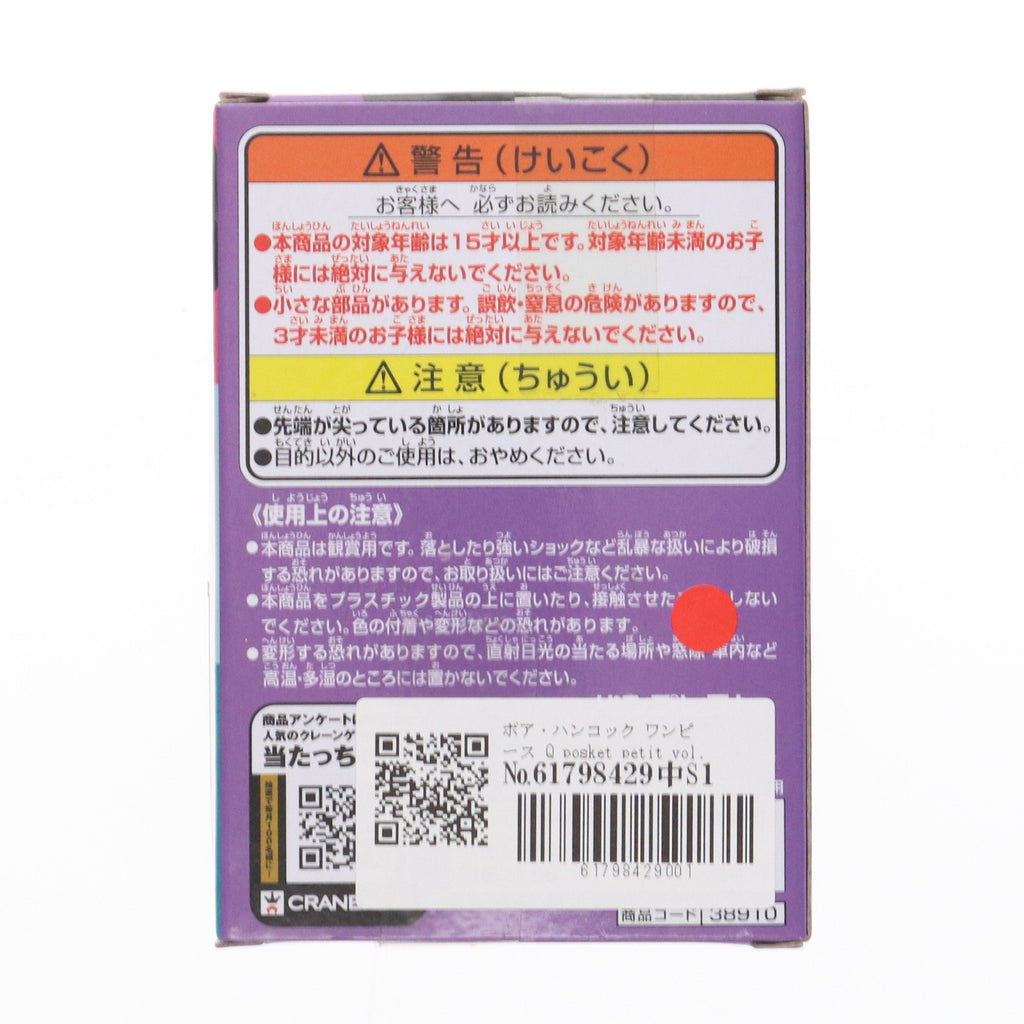 ⚠警告(けいこく)
お客様へ 必ずお読みください。
●本商品の対象年齢は15才以上です。対象年齢未満のお子
様には絶対に与えないでください。
●小さな部品があります。誤飲・窒息の危険がありますので、
3才未満のお子様には絶対に与えないでください。
⚠注意(ちゅうい)
●先端が尖っている箇所がありますので、注意してください。
●目的以外のご使用は、おやめください。
《使用上の注意》
●本商品は観賞用です。落としたり強いショックなど乱暴な扱いにより破損
する恐れがありますので、お取り扱いにはご注意ください。
●本商品をプラスチック製品の上に置いたり、接触させた しない
でください。色の付着や変形などの恐れがあります。
●変形する恐れがありますので、直射日光の当たる場所や窓際 車内など
高温・多湿のところには置かないでください。
商品アンケートに
人気のクレーンゲ
当たっち
抽選で毎月100名様に!
CRANE
ボア・ハンコック ワンピ
ース Q posket petit vol.
No.61798429中S1
61798429001
商品コード 38910